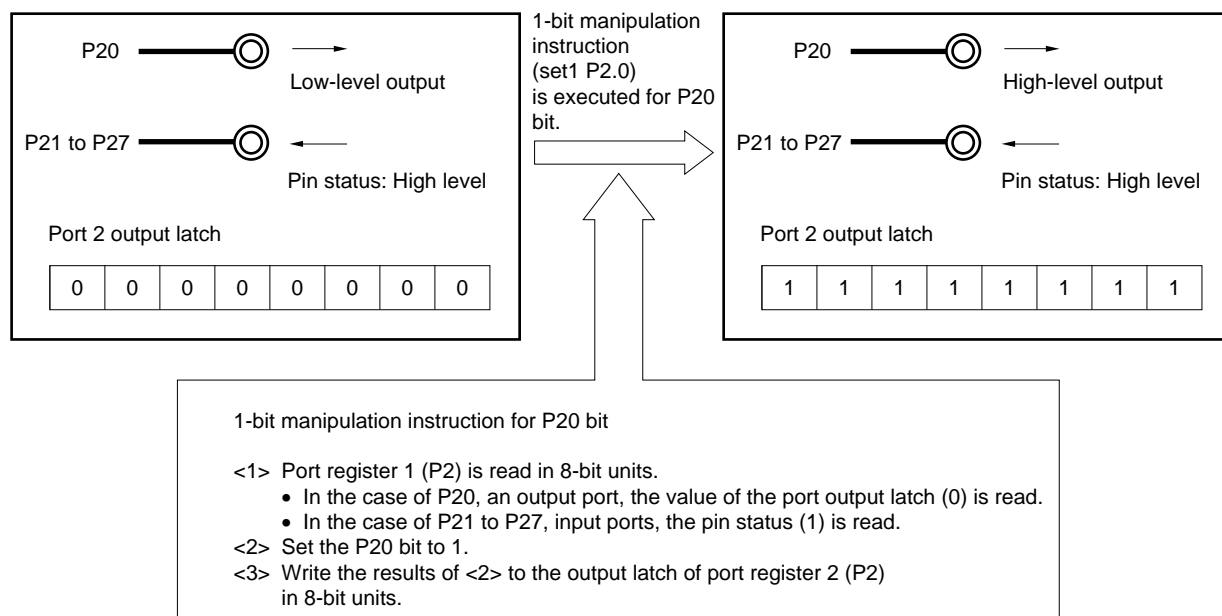 P20
Low-level output
P21 to P27
Pin status: High level
Port 2 output latch
0 0 0 0 0 0 0 0
1-bit manipulation
instruction
(set1 P2.0)
is executed for P20
bit.
P20
High-level output
P21 to P27
Pin status: High level
Port 2 output latch
1 1 1 1 1 1 1 1
1-bit manipulation instruction for P20 bit
<1> Port register 1 (P2) is read in 8-bit units.
• In the case of P20, an output port, the value of the port output latch (0) is read.
• In the case of P21 to P27, input ports, the pin status (1) is read.
<2> Set the P20 bit to 1.
<3> Write the results of <2> to the output latch of port register 2 (P2)
in 8-bit units.